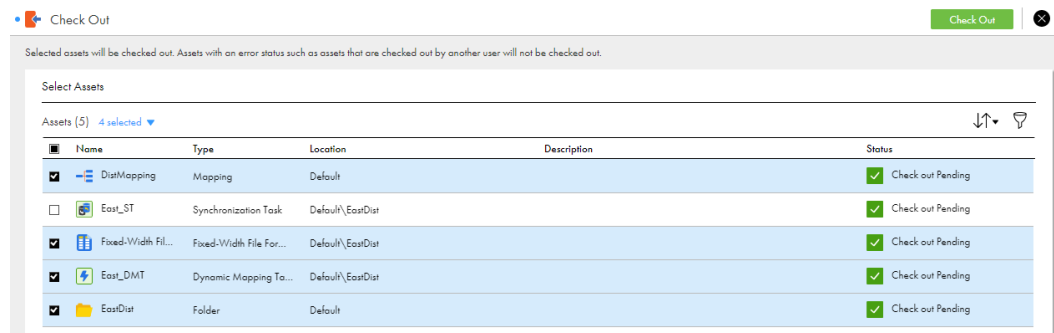 Check Out Check Out
Selected assets will be checked out. Assets with an error status such as assets that are checked out by another user will not be checked out.
Select Assets
Assets (5) 4 selected
Name Type Location Description Status
DistMapping Mapping Default Check out Pending
East_ST Synchronization Task Default\EastDist Check out Pending
Fixed-Width Fil... Fixed-Width File For... Default\EastDist Check out Pending
East_DMT Dynamic Mapping Ta... Default\EastDist Check out Pending
EastDist Folder Default Check out Pending